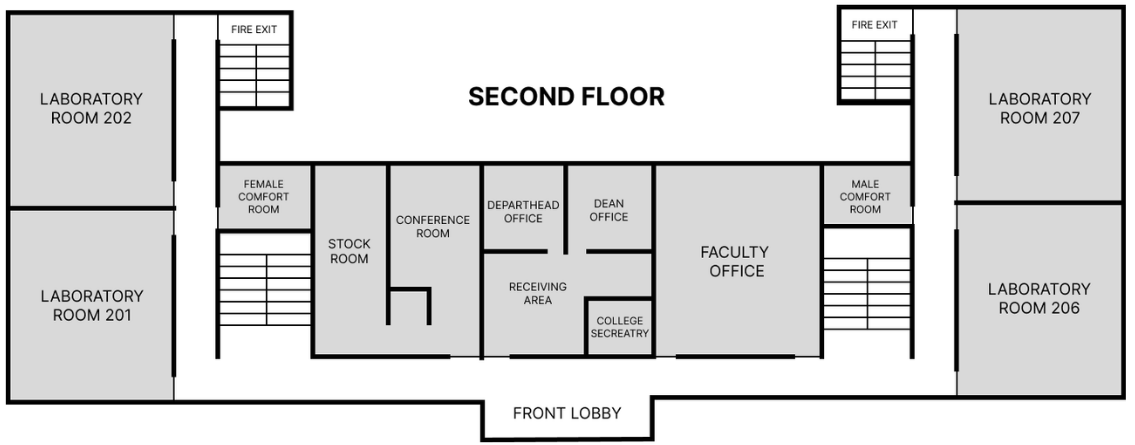 FIRE EXIT
FIRE EXIT
SECOND FLOOR
LABORATORY
ROOM 202
LABORATORY
ROOM 207
FEMALE
COMFORT
ROOM
STOCK
ROOM
CONFERENCE
ROOM
DEPARTHEAD
OFFICE
DEAN
OFFICE
FACULTY
OFFICE
MALE
COMFORT
ROOM
RECEIVING
AREA
COLLEGE
SECREATRY
LABORATORY
ROOM 201
LABORATORY
ROOM 206
FRONT LOBBY